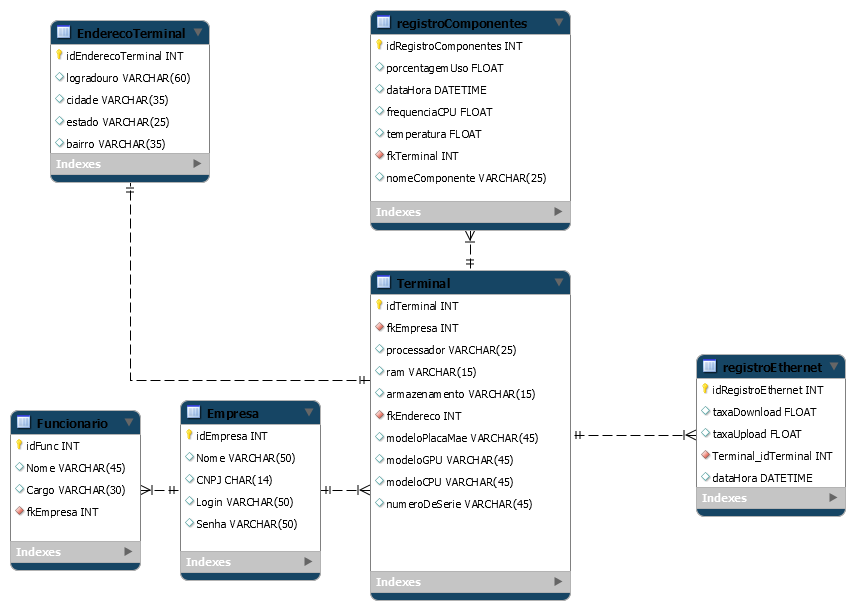 EnderecoTerminal
idEnderecoTerminal INT
logradouro VARCHAR(60)
cidade VARCHAR(35)
estado VARCHAR(25)
bairro VARCHAR(35)
Indexes
registroComponentes
idRegistroComponentes INT
porcentagemUso FLOAT
dataHora DATETIME
frequenciaCPU FLOAT
temperatura FLOAT
fkTerminal INT
nomeComponente VARCHAR(25)
Indexes
Terminal
idTerminal INT
fkEmpresa INT
processador VARCHAR(25)
ram VARCHAR(15)
armazenamento VARCHAR(15)
fkEndereco INT
modeloPlacaMae VARCHAR(45)
modeloGPU VARCHAR(45)
modeloCPU VARCHAR(45)
numeroDeSerie VARCHAR(45)
Indexes
registroEthernet
idRegistroEthernet INT
taxaDownload FLOAT
taxaUpload FLOAT
Terminal_idTerminal INT
dataHora DATETIME
Indexes
Funcionario
idFunc INT
Nome VARCHAR(45)
Cargo VARCHAR(30)
fkEmpresa INT
Indexes
Empresa
idEmpresa INT
Nome VARCHAR(50)
CNPJ CHAR(14)
Login VARCHAR(50)
Senha VARCHAR(50)
Indexes